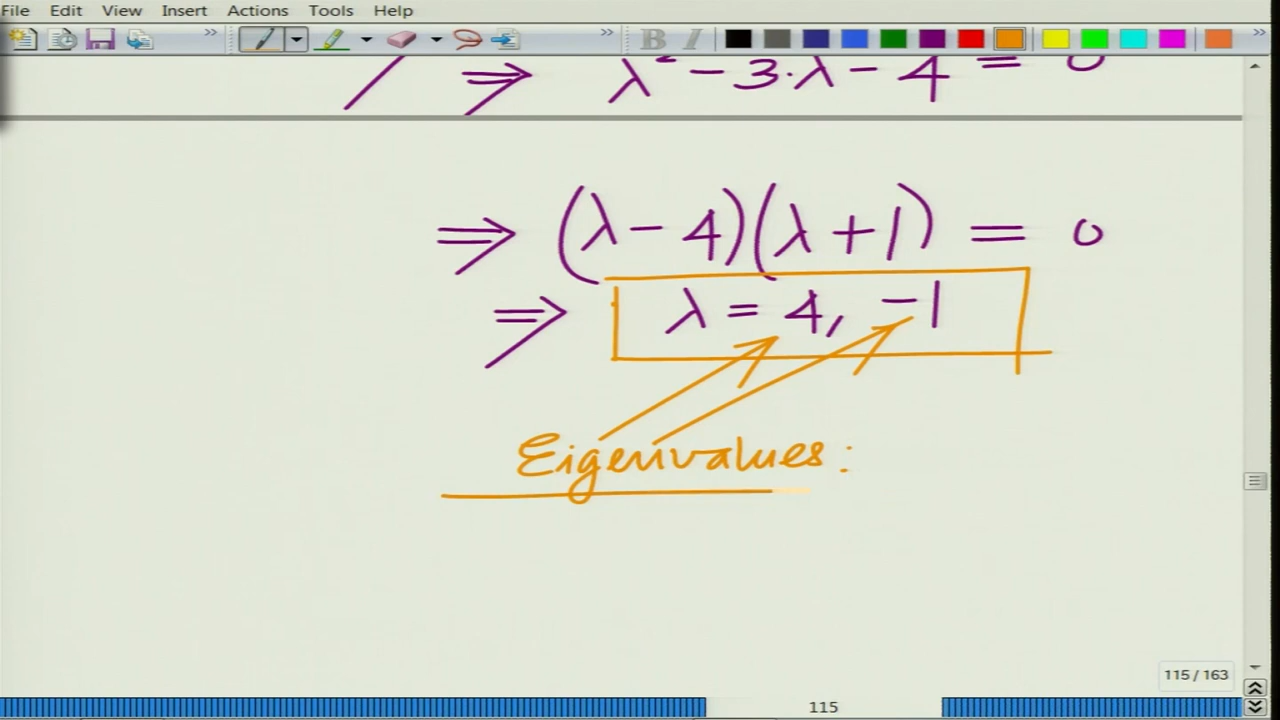 File Edit View Insert Actions Tools Help
B I
⇒ λ² - 3·λ - 4 = 0
⇒ (λ - 4)(λ + 1) = 0
⇒ λ = 4, -1
Eigenvalues:
115 / 163
115